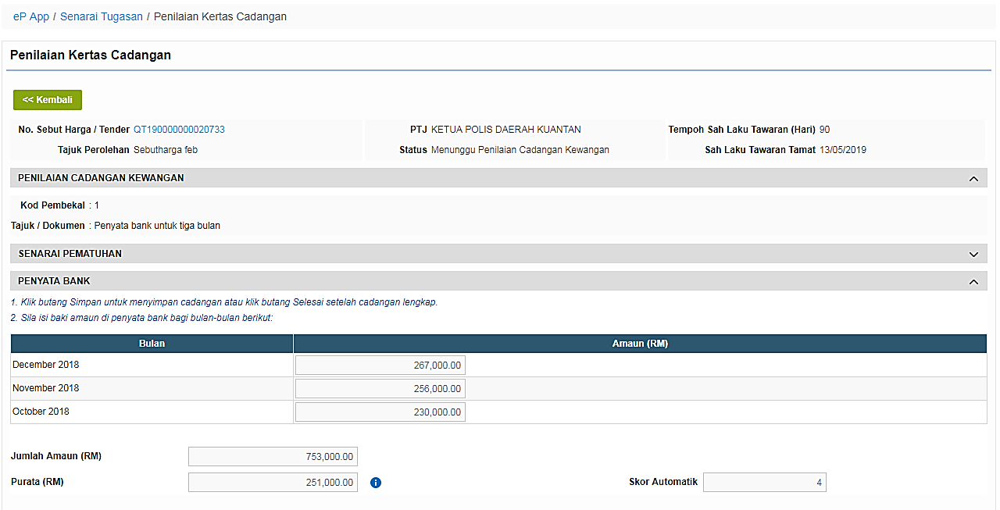 eP App / Senarai Tugasan / Penilaian Kertas Cadangan
Penilaian Kertas Cadangan
<< Kembali
No. Sebut Harga / Tender QT190000000020733 PTJ KETUA POLIS DAERAH KUANTAN Tempoh Sah Laku Tawaran (Hari) 90
Tajuk Perolehan Sebutharga feb Status Menunggu Penilaian Cadangan Kewangan Sah Laku Tawaran Tamat 13/05/2019
PENILAIAN CADANGAN KEWANGAN
Kod Pembekal : 1
Tajuk / Dokumen : Penyata bank untuk tiga bulan
SENARAI PEMATUHAN
PENYATA BANK
1. Klik butang Simpan untuk menyimpan cadangan atau klik butang Selesai setelah cadangan lengkap.
2. Sila isi baki amaun di penyata bank bagi bulan-bulan berikut:
Bulan Amaun (RM)
December 2018 267,000.00
November 2018 256,000.00
October 2018 230,000.00
Jumlah Amaun (RM) 753,000.00
Purata (RM) 251,000.00 i Skor Automatik 4